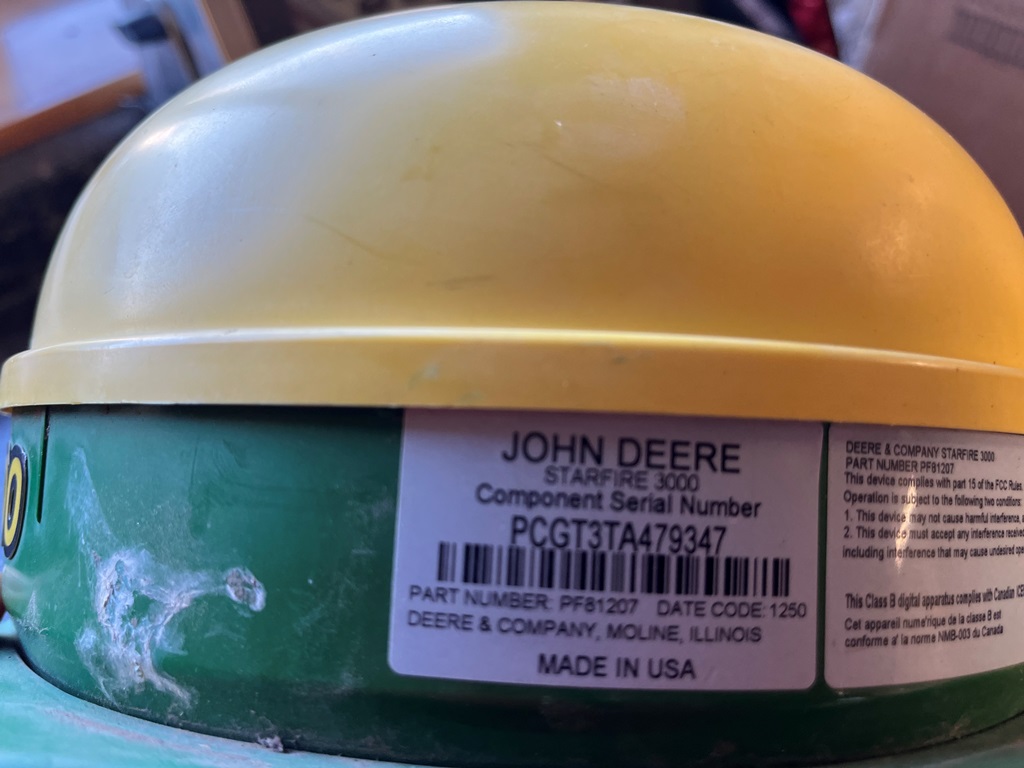 0
JOHN DEERE
STARFIRE 3000
Component Serial Number
PCGT3TA479347
PART NUMBER: PF81207 DATE CODE: 1250
DEERE & COMPANY, MOLINE, ILLINOIS
MADE IN USA
DEERE & COMPANY STARFIRE 3000
PART NUMBER PF81207
This device complies with part 15 of the FCC Rules.
Operation is subject to the following two conditions:
1. This device may not cause harmful interference,
2. This device must accept any interference
including interference that may cause undesired
This Class B digital apparatus complies with Canadian
Cet appareil nume'rique de la classe B est
conforme a' la norme NMB-003 du Canada